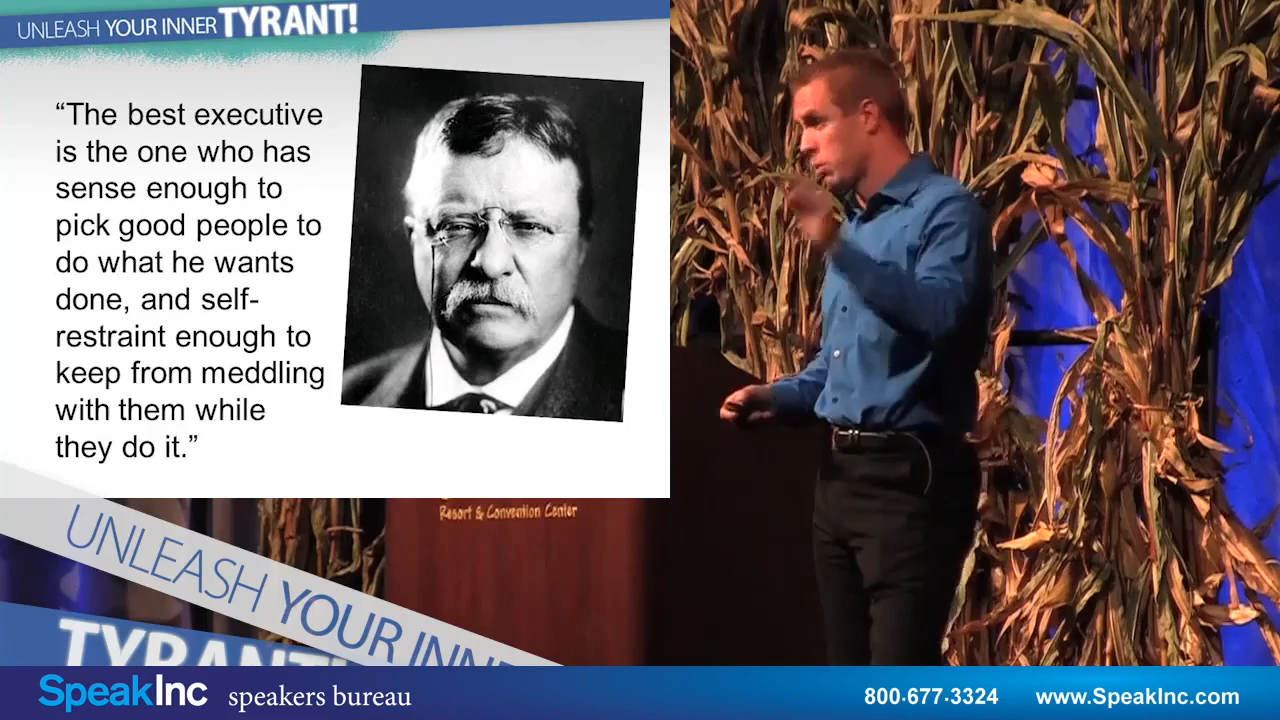 UNLEASH YOUR INNER TYRANT!
“The best executive
is the one who has
sense enough to
pick good people to
do what he wants
done, and self-
restraint enough to
keep from meddling
with them while
they do it.”
Resort & Convention Center
UNLEASH YOUR INNE
TYRANT!
SpeakInc speakers bureau
800-677-3324 www.SpeakInc.com